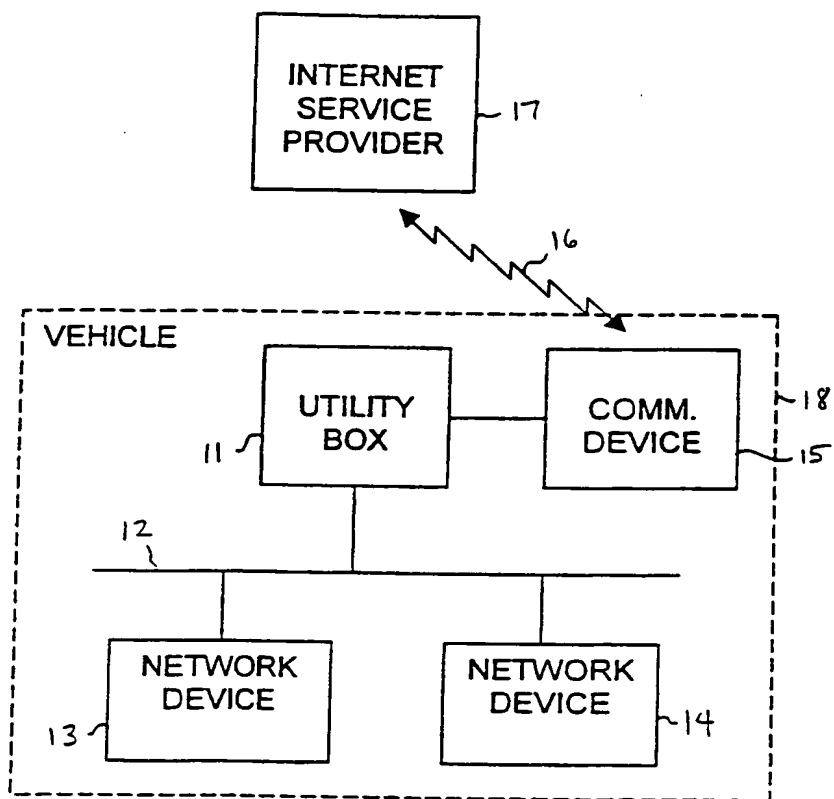 INTERNET
SERVICE
PROVIDER
17
16
VEHICLE
UTILITY
BOX
11
COMM.
DEVICE
18
15
12
NETWORK
DEVICE
13
NETWORK
DEVICE
14